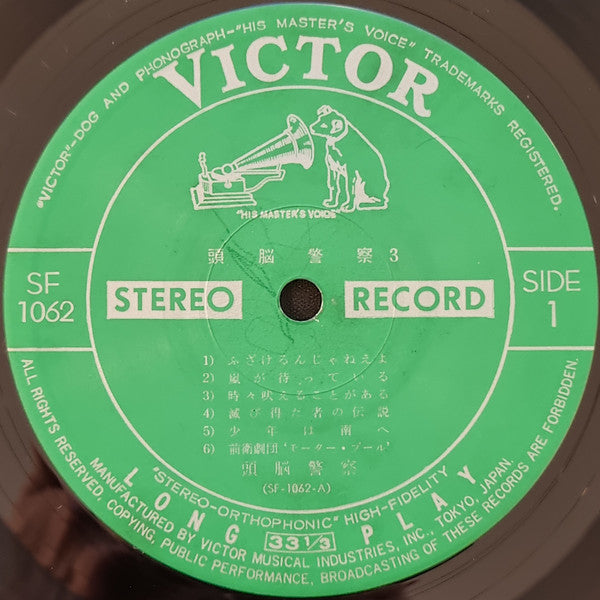 "VICTOR"-DOG AND PHONOGRAPH-"HIS MASTER'S VOICE" TRADEMARKS REGISTERED.
VICTOR
"HIS MASTER'S VOICE"
頭脳警察3
SF
1062
STEREO
RECORD
SIDE
1
1) ふざけるんじゃねえよ
2) 嵐が待っている
3) 時々吠えることがある
4) 滅び得た者の伝説
5) 少年は南へ
6) 前衛劇団"モーター・プール"
頭脳警察
(SF-1062-A)
"STEREO-ORTHOPHONIC" HIGH-FIDELITY
LONG 33 1/3 PLAY
MANUFACTURED BY VICTOR MUSICAL INDUSTRIES, INC., TOKYO, JAPAN.
ALL RIGHTS RESERVED, COPYING, PUBLIC PERFORMANCE, BROADCASTING OF THESE RECORDS ARE FORBIDDEN.